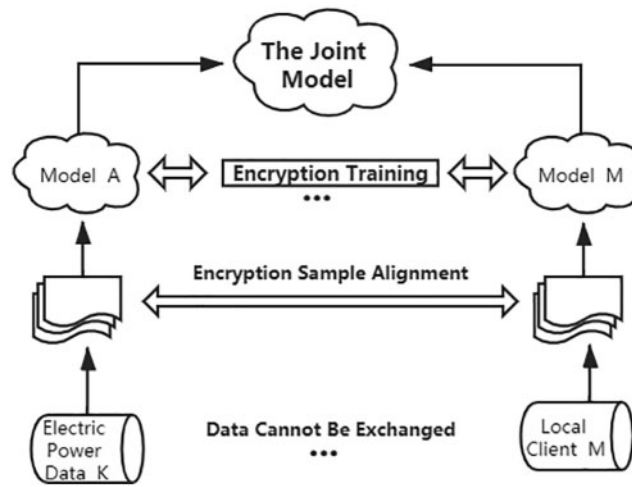 The Joint
Model
Model A
Encryption Training
Model M
...
Encryption Sample Alignment
Electric
Power
Data K
Data Cannot Be Exchanged
...
Local
Client M